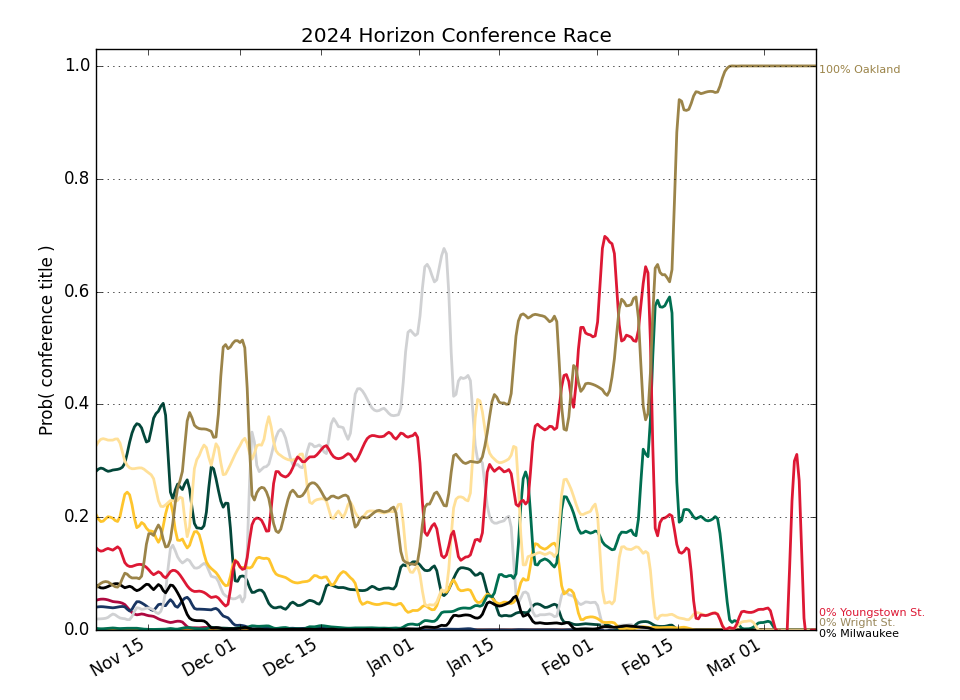 2024 Horizon Conference Race
1.0
100% Oakland
0.8
0.6
Prob( conference title )
0.4
0.2
0% Youngstown St.
0% Wright St.
0.0
0% Milwaukee
Nov 15
Dec 01
Dec 15
Jan 01
Jan 15
Feb 01
Feb 15
Mar 01